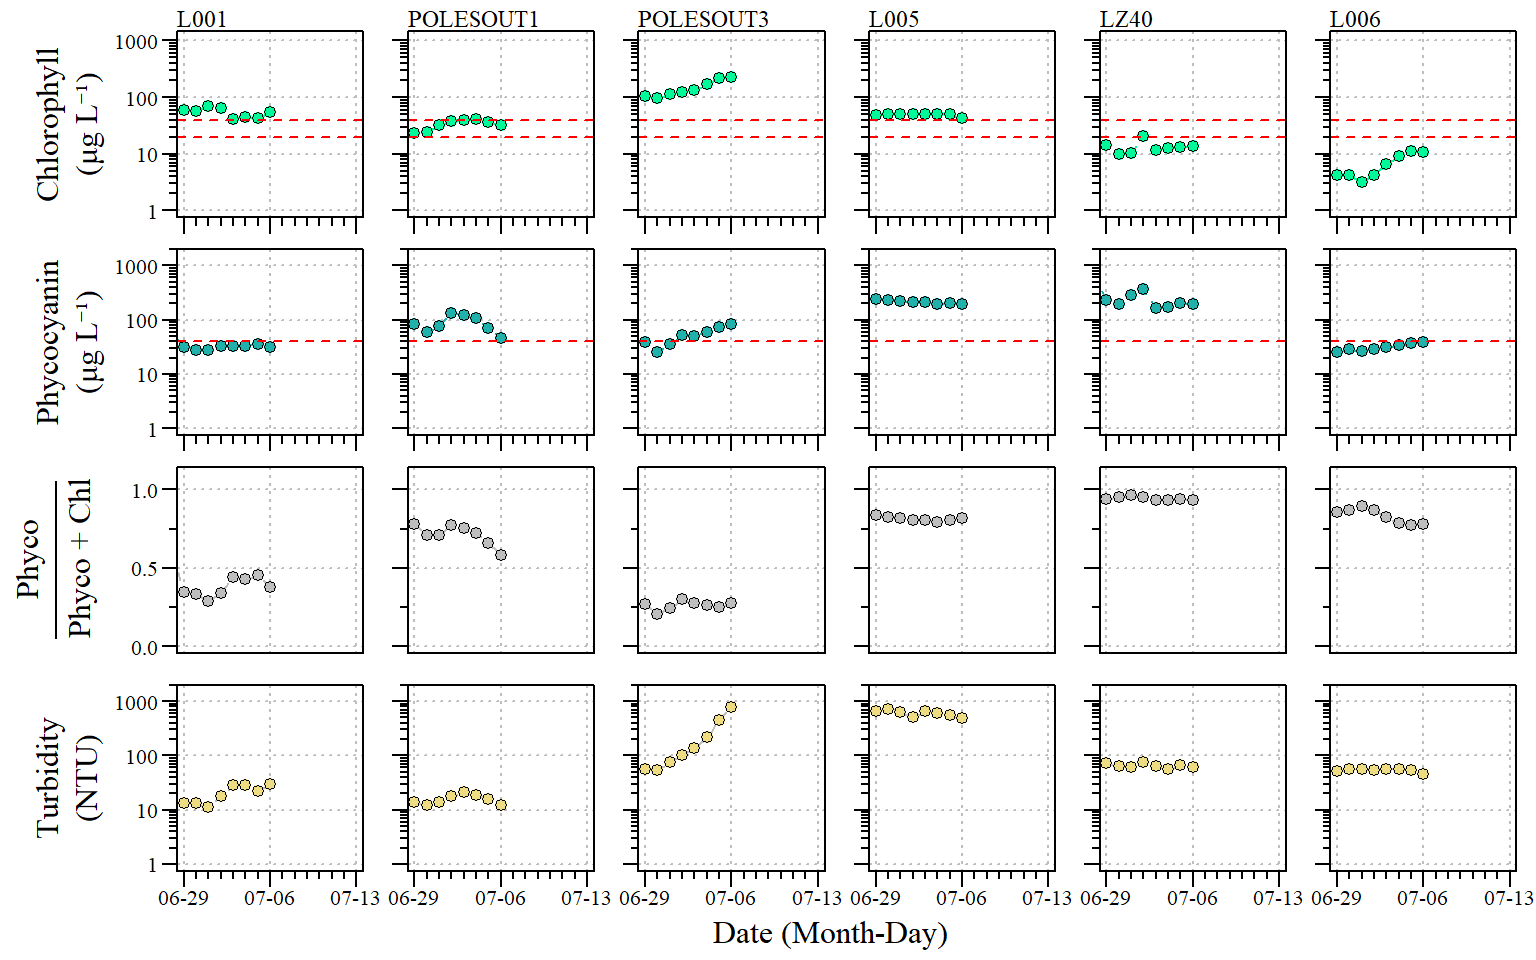 L001 POLESOUT1 POLESOUT3 L005 LZ40 L006
Chlorophyll
(µg L⁻¹)
1000
100
10
1
Phycocyanin
(µg L⁻¹)
1000
100
10
1
Phyco
Phyco + Chl
1.0
0.5
0.0
Turbidity
(NTU)
1000
100
10
1
06-29 07-06 07-13 06-29 07-06 07-13 06-29 07-06 07-13 06-29 07-06 07-13 06-29 07-06 07-13 06-29 07-06 07-13
Date (Month-Day)